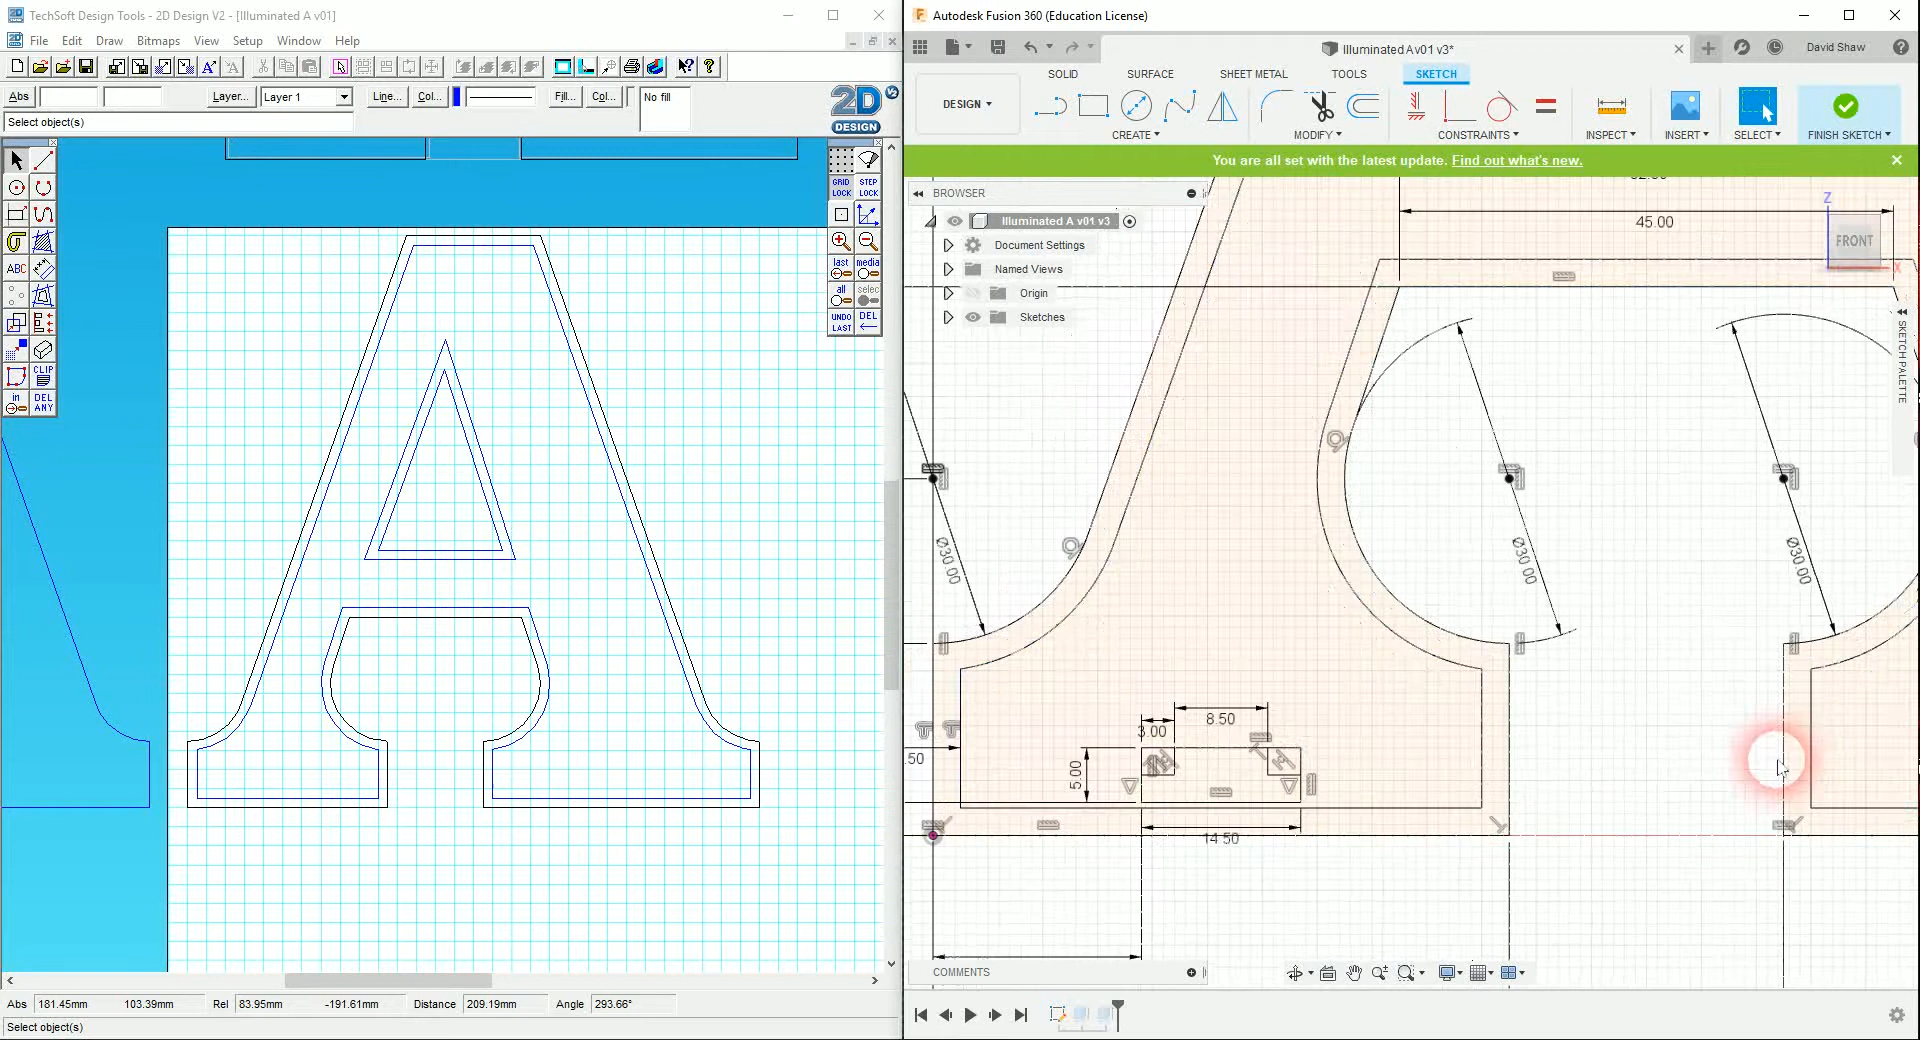 TechSoft Design Tools - 2D Design V2 - [Illuminated A v01]
File Edit Draw Bitmaps View Setup Window Help
Abs
Layer...
Layer 1
Line...
Col...
Fill...
Col...
No fill
2D
DESIGN
V2
Select object(s)
GRID LOCK
STEP LOCK
last
media
all
selec
UNDO LAST
DEL
ABC
CLIP
in
DEL ANY
Abs 181.45mm 103.39mm Rel 83.95mm -191.61mm Distance 209.19mm Angle 293.66°
Select object(s)
Autodesk Fusion 360 (Education License)
Illuminated A v01 v3*
David Shaw
SOLID SURFACE SHEET METAL TOOLS SKETCH
DESIGN
CREATE MODIFY CONSTRAINTS INSPECT INSERT SELECT FINISH SKETCH
You are all set with the latest update. Find out what's new.
BROWSER
Illuminated A v01 v3
Document Settings
Named Views
Origin
Sketches
45.00
Z
FRONT
X
SKETCH PALETTE
Ø30.00
Ø30.00
Ø30.00
8.50
3.00
.50
5.00
14.50
COMMENTS